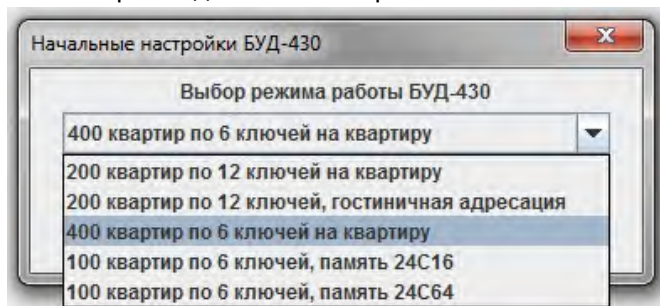 Начальные настройки БУД-430
Выбор режима работы БУД-430
400 квартир по 6 ключей на квартиру
200 квартир по 12 ключей на квартиру
200 квартир по 12 ключей, гостиничная адресация
400 квартир по 6 ключей на квартиру
100 квартир по 6 ключей, память 24С16
100 квартир по 6 ключей, память 24С64